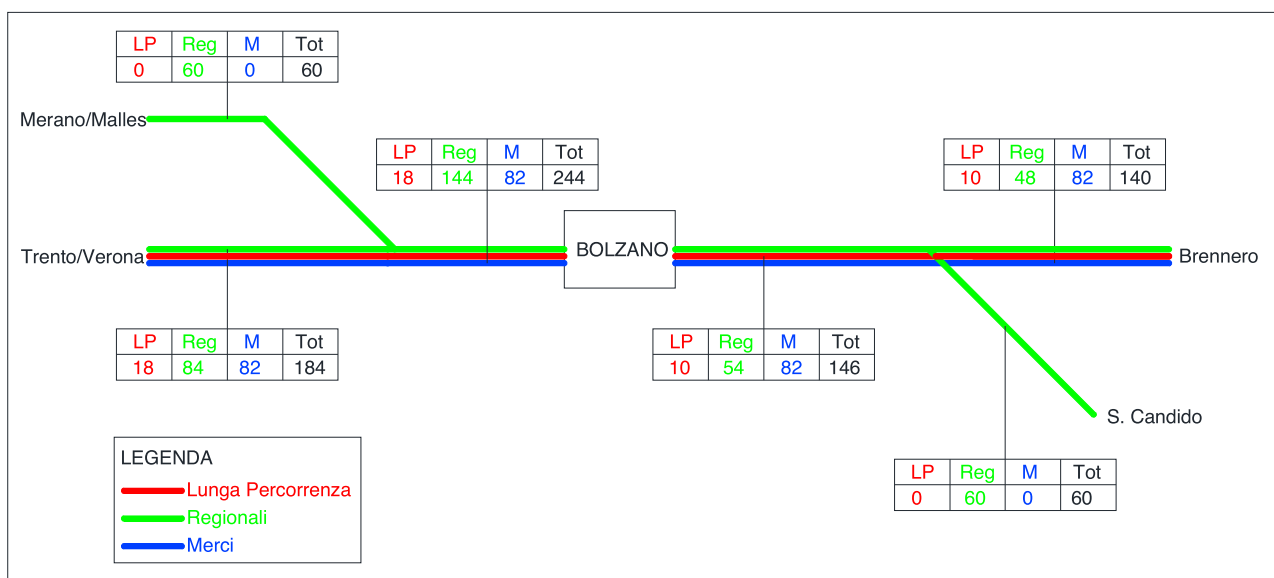 LP Reg M Tot
0 60 0 60
Merano/Malles
LP Reg M Tot
18 144 82 244
LP Reg M Tot
10 48 82 140
Trento/Verona
BOLZANO
Brennero
LP Reg M Tot
18 84 82 184
LP Reg M Tot
10 54 82 146
S. Candido
LP Reg M Tot
0 60 0 60
LEGENDA
Lunga Percorrenza
Regionali
Merci